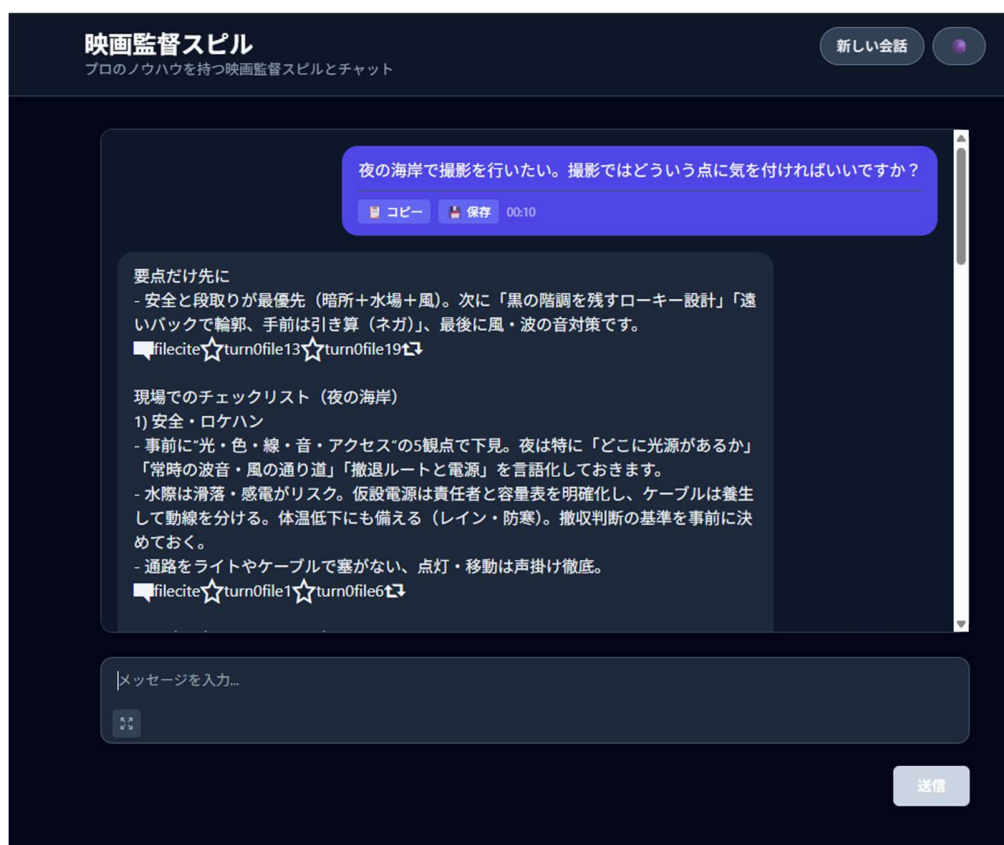 映画監督スピル
プロのノウハウを持つ映画監督スピルとチャット
新しい会話
夜の海岸で撮影を行いたい。撮影ではどういう点に気を付ければいいですか？
コピー 保存 00:10
要点だけ先に
- 安全と段取りが最優先（暗所＋水場＋風）。次に「黒の階調を残すローキー設計」「遠
いバックで輪郭、手前は引き算（ネガ）」、最後に風・波の音対策です。
filecite☆turn0file13☆turn0file19
現場でのチェックリスト（夜の海岸）
1) 安全・ロケハン
- 事前に“光・色・線・音・アクセス”の5観点で下見。夜は特に「どこに光源があるか」
「常時の波音・風の通り道」「撤退ルートと電源」を言語化しておきます。
- 水際は滑落・感電がリスク。仮設電源は責任者と容量表を明確化し、ケーブルは養生
して動線を分ける。体温低下にも備える（レイン・防寒）。撤収判断の基準を事前に決
めておく。
- 通路をライトやケーブルで塞がない、点灯・移動は声掛け徹底。
filecite☆turn0file1☆turn0file6
メッセージを入力...
送信